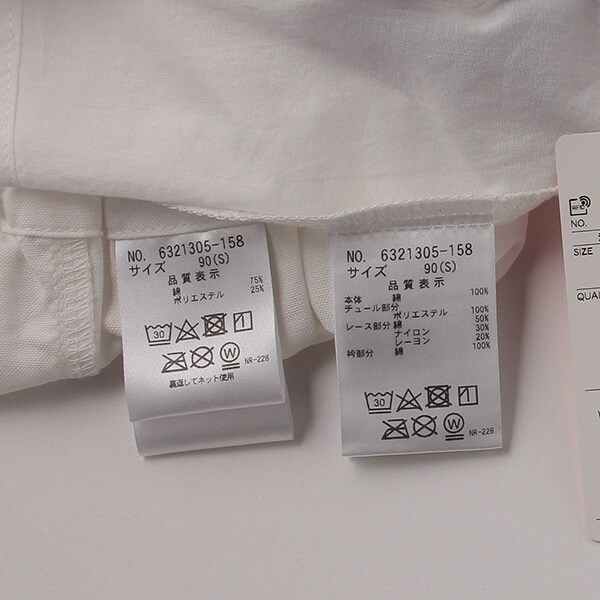 NO. 6321305-158
サイズ 90(S)
品質表示
綿 75%
ポリエステル 25%
30
W
NR-228
裏返してネット使用
NO. 6321305-158
サイズ 90(S)
品質表示
本体 綿 100%
チュール部分
ポリエステル 100%
レース部分 綿 50%
ナイロン 30%
レーヨン 20%
衿部分 綿 100%
30
W
NR-228
RFID
NO.
SIZE